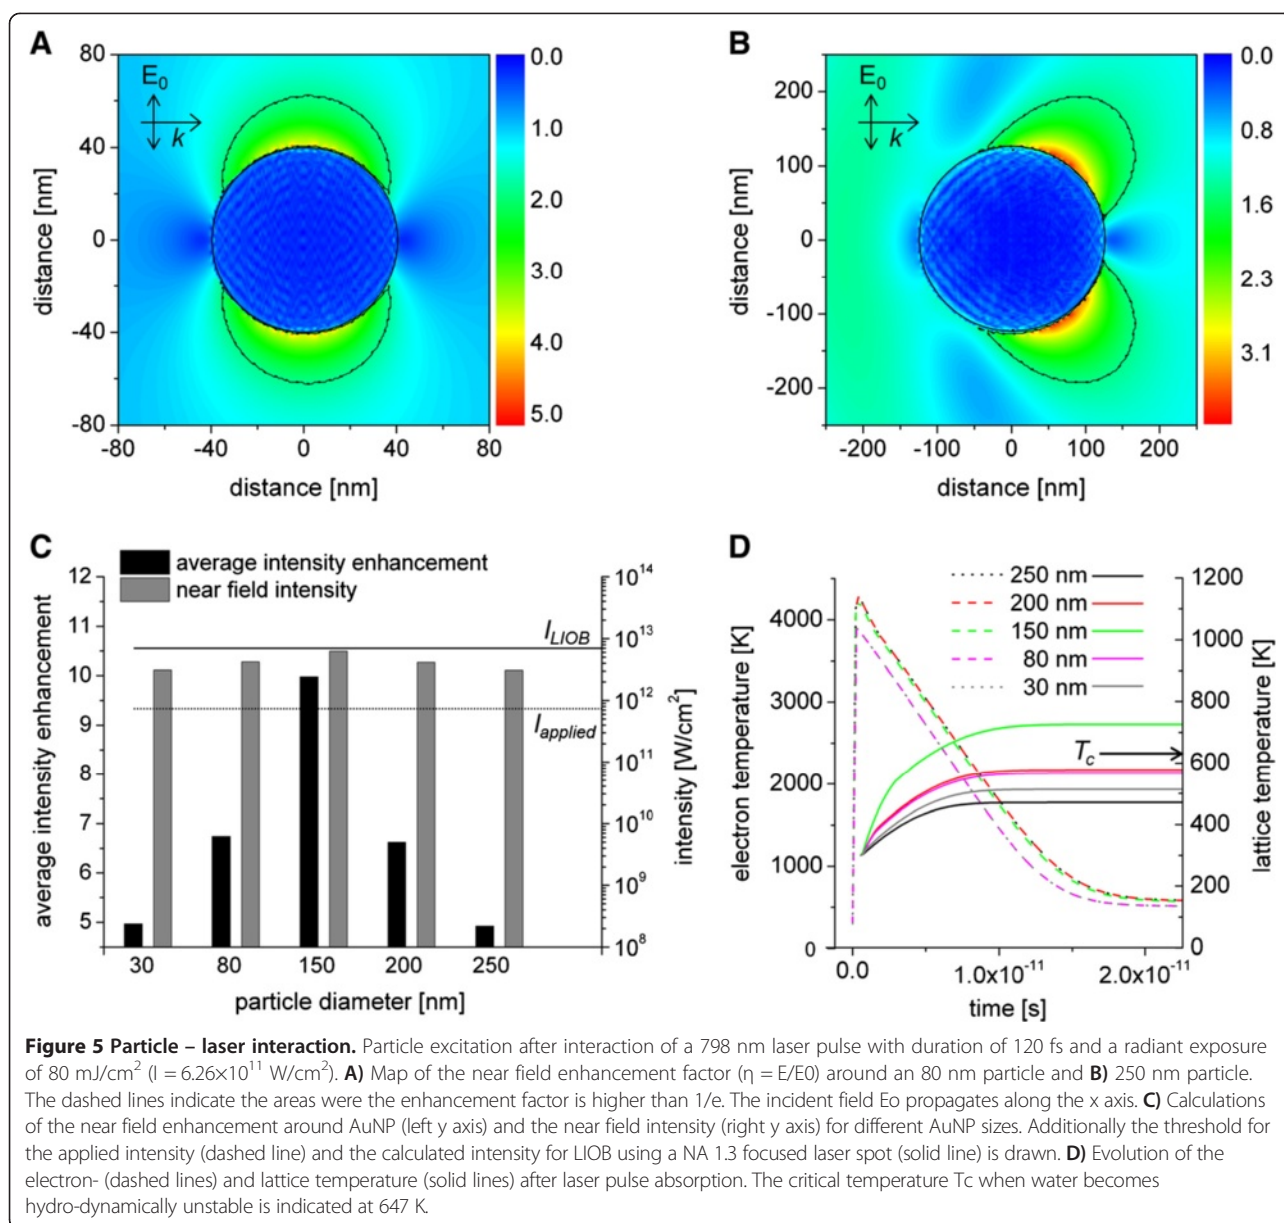 A
E0
k
80
40
0
-40
-80
-80 -40 0 40 80
distance [nm]
distance [nm]
0.0
1.0
2.0
3.0
4.0
5.0
B
E0
k
200
100
0
-100
-200
-200 -100 0 100 200
distance [nm]
distance [nm]
0.0
0.8
1.6
2.3
3.1
C
average intensity enhancement
near field intensity
12
11
10
9
8
7
6
5
average intensity enhancement
10^14
10^13
10^12
10^11
10^10
10^9
10^8
intensity [W/cm²]
I_LIOB
I_applied
30 80 150 200 250
particle diameter [nm]
D
250 nm
200 nm
150 nm
80 nm
30 nm
4000
3000
2000
1000
0
electron temperature [K]
1200
1000
800
600
400
200
0
lattice temperature [K]
Tc
0.0 1.0x10^-11 2.0x10^-11
time [s]
Figure 5 Particle – laser interaction. Particle excitation after interaction of a 798 nm laser pulse with duration of 120 fs and a radiant exposure
of 80 mJ/cm² (I = 6.26×10^11 W/cm²). A) Map of the near field enhancement factor (η = E/E0) around an 80 nm particle and B) 250 nm particle.
The dashed lines indicate the areas were the enhancement factor is higher than 1/e. The incident field Eo propagates along the x axis. C) Calculations
of the near field enhancement around AuNP (left y axis) and the near field intensity (right y axis) for different AuNP sizes. Additionally the threshold for
the applied intensity (dashed line) and the calculated intensity for LIOB using a NA 1.3 focused laser spot (solid line) is drawn. D) Evolution of the
electron- (dashed lines) and lattice temperature (solid lines) after laser pulse absorption. The critical temperature Tc when water becomes
hydro-dynamically unstable is indicated at 647 K.